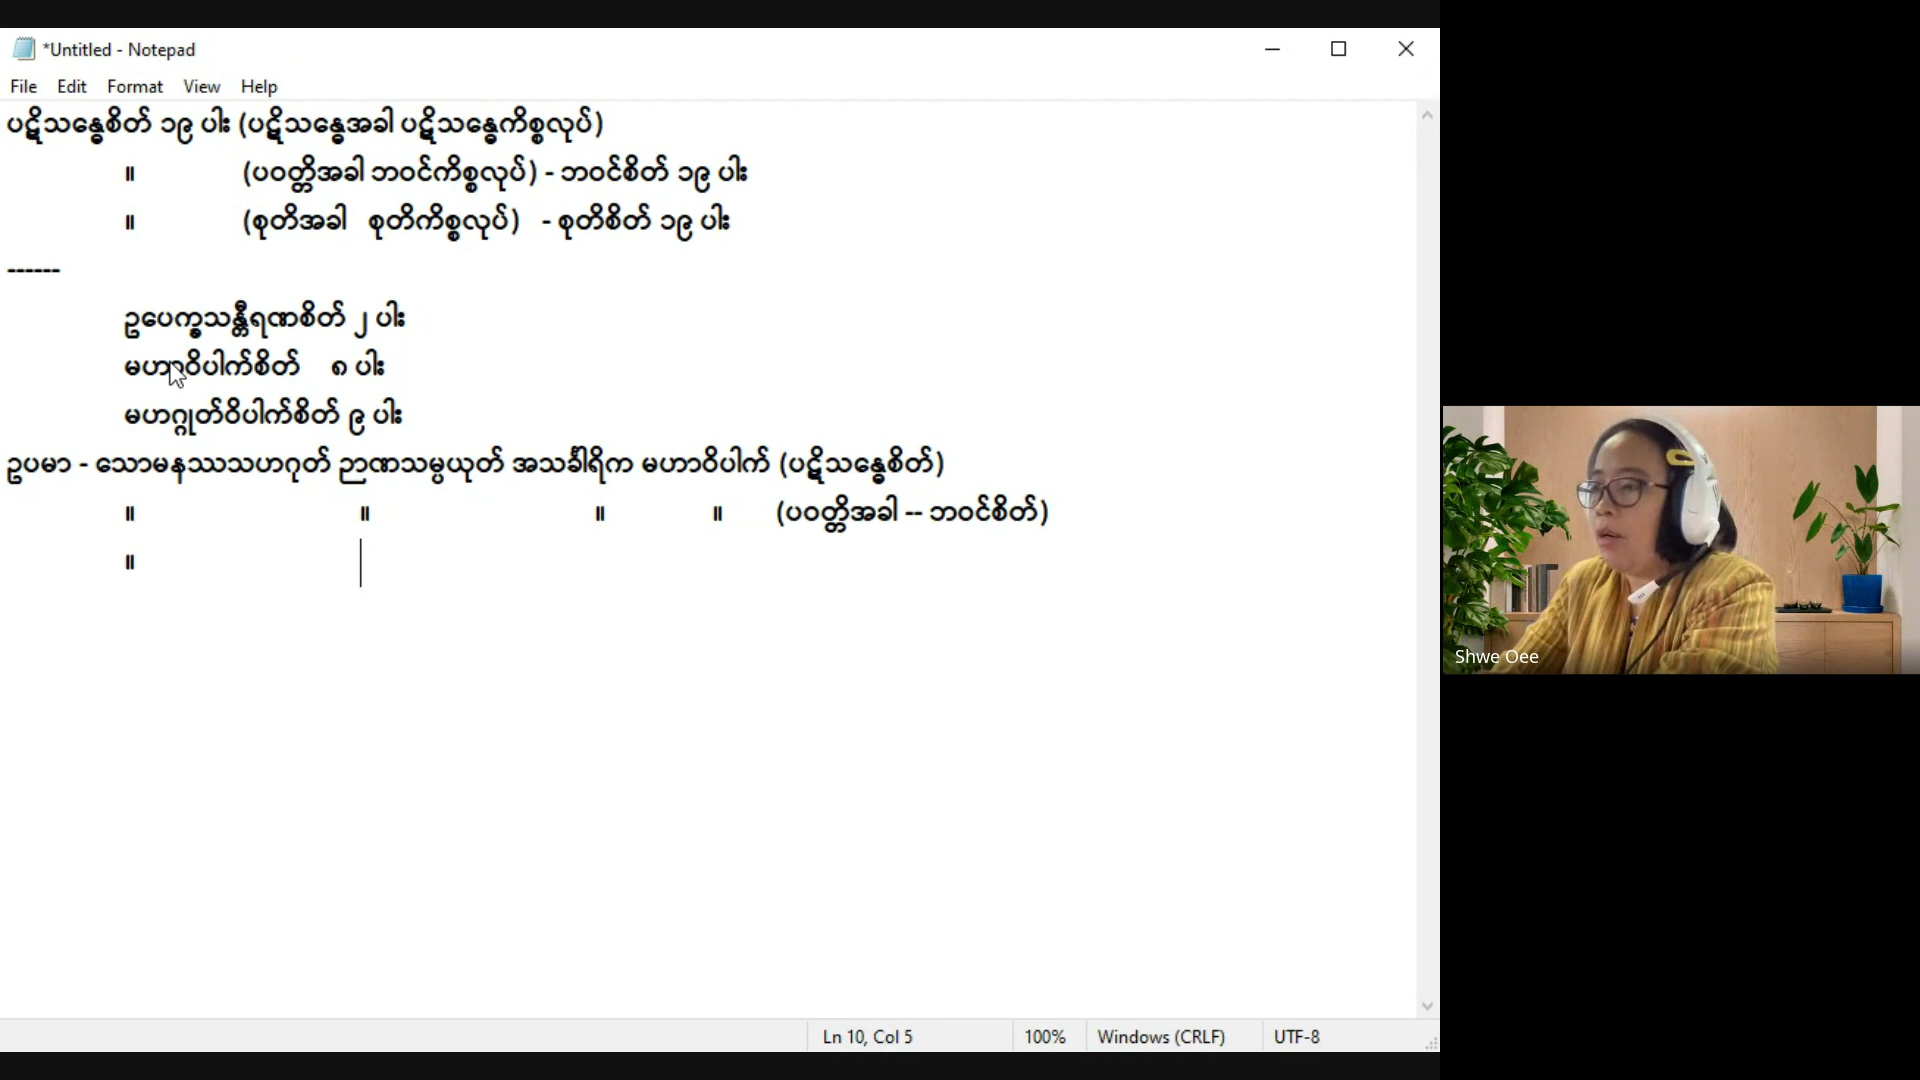 *Untitled - Notepad
File Edit Format View Help
ပဋိသန္ဓေစိတ် ၁၉ ပါး (ပဋိသန္ဓေအခါ ပဋိသန္ဓေကိစ္စလုပ်)
။ (ပဝတ္တိအခါ ဘဝင်ကိစ္စလုပ်) - ဘဝင်စိတ် ၁၉ ပါး
။ (စုတိအခါ စုတိကိစ္စလုပ်) - စုတိစိတ် ၁၉ ပါး
------
ဥပေက္ခသန္တီရဏစိတ် ၂ ပါး
မဟာဝိပါက်စိတ် ၈ ပါး
မဟဂ္ဂုတ်ဝိပါက်စိတ် ၉ ပါး
ဥပမာ - သောမနဿသဟဂုတ် ဉာဏသမ္ပယုတ် အသင်္ခါရိက မဟာဝိပါက် (ပဋိသန္ဓေစိတ်)
။ ။ ။ ။ (ပဝတ္တိအခါ -- ဘဝင်စိတ်)
။
Shwe Oee
Ln 10, Col 5 100% Windows (CRLF) UTF-8